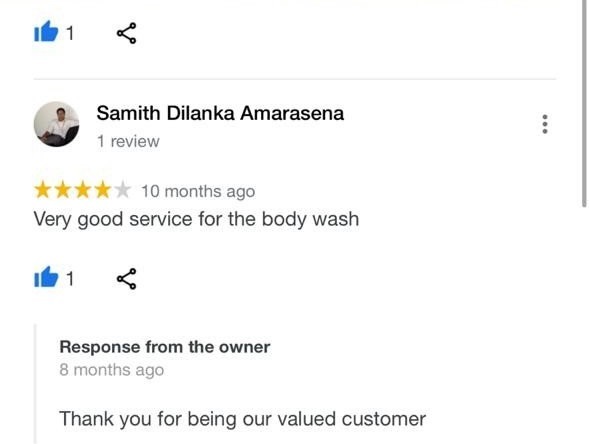 1
Samith Dilanka Amarasena
1 review
10 months ago
Very good service for the body wash
1
Response from the owner
8 months ago
Thank you for being our valued customer